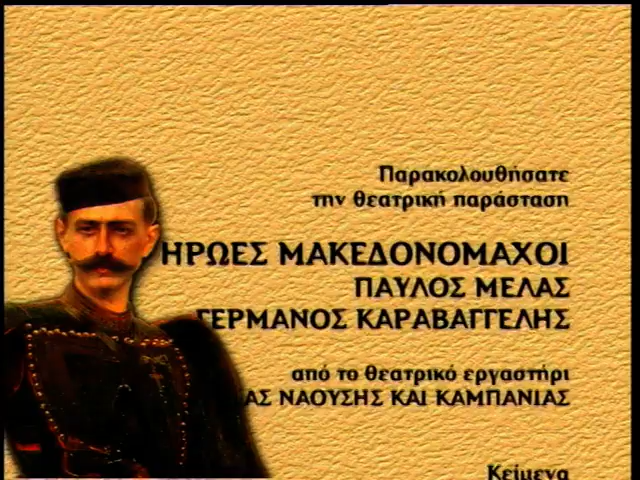 Παρακολουθήσατε
την θεατρική παράσταση
ΗΡΩΕΣ ΜΑΚΕΔΟΝΟΜΑΧΟΙ
ΠΑΥΛΟΣ ΜΕΛΑΣ
ΓΕΡΜΑΝΟΣ ΚΑΡΑΒΑΓΓΕΛΗΣ
από το θεατρικό εργαστήρι
ΝΑΟΥΣΗΣ ΚΑΙ ΚΑΜΠΑΝΙΑΣ
Κείμενα